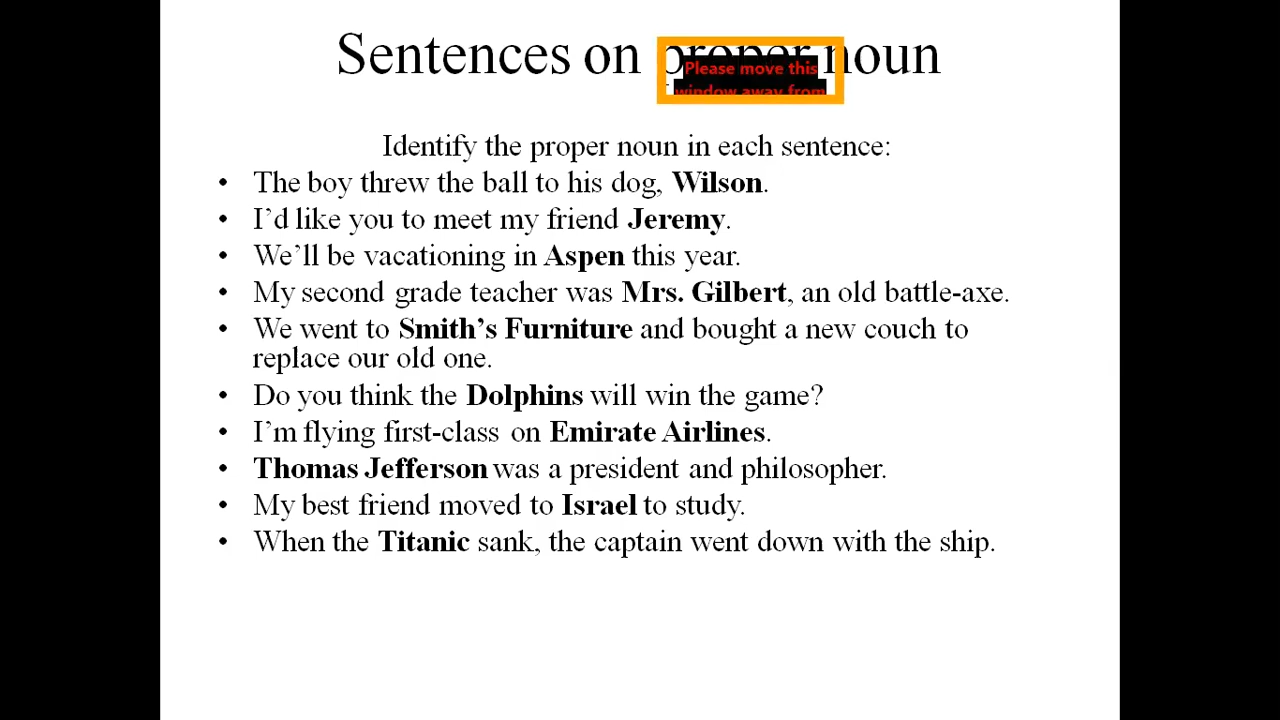 Sentences on proper noun
Please move this
window away from
Identify the proper noun in each sentence:
• The boy threw the ball to his dog, Wilson.
• I’d like you to meet my friend Jeremy.
• We’ll be vacationing in Aspen this year.
• My second grade teacher was Mrs. Gilbert, an old battle-axe.
• We went to Smith’s Furniture and bought a new couch to
replace our old one.
• Do you think the Dolphins will win the game?
• I’m flying first-class on Emirate Airlines.
• Thomas Jefferson was a president and philosopher.
• My best friend moved to Israel to study.
• When the Titanic sank, the captain went down with the ship.